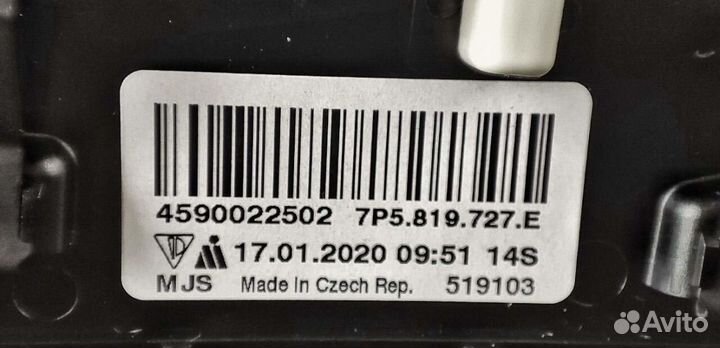 4590022502 7P5.819.727.E
17.01.2020 09:51 14S
MJS Made in Czech Rep. 519103
Avito